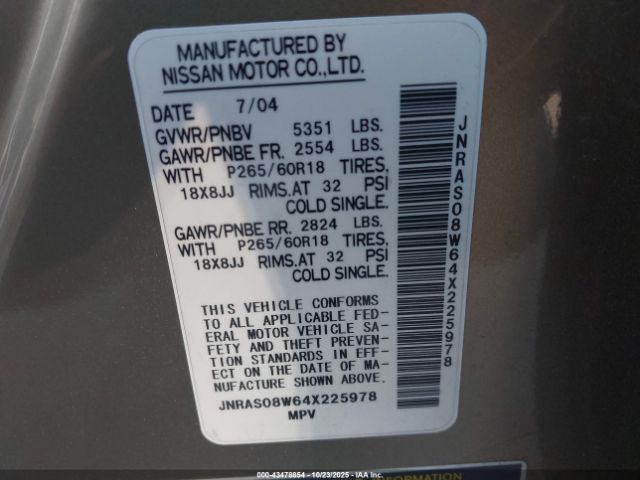 MANUFACTURED BY
NISSAN MOTOR CO.,LTD.
DATE 7/04
GVWR/PNBV 5351 LBS.
GAWR/PNBE FR. 2554 LBS.
WITH P265/60R18 TIRES,
18X8JJ RIMS.AT 32 PSI
COLD SINGLE.
GAWR/PNBE RR. 2824 LBS.
WITH P265/60R18 TIRES,
18X8JJ RIMS.AT 32 PSI
COLD SINGLE.
THIS VEHICLE CONFORMS
TO ALL APPLICABLE FED-
ERAL MOTOR VEHICLE SA-
FETY AND THEFT PREVEN-
TION STANDARDS IN EFF-
ECT ON THE DATE OF MA-
NUFACTURE SHOWN ABOVE.
JNRAS08W64X225978
MPV
JNRAS08W64X225978
INFORMATION
000-43478854 - 10/23/2025 - COPART